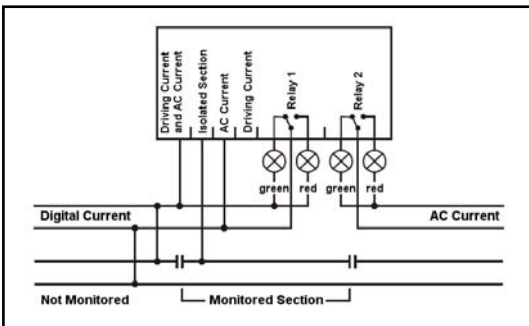 Driving Current
and AC Current
Isolated Section
AC Current
Driving Current
Relay 1
Relay 2
green
red
green
red
Digital Current
AC Current
Not Monitored
Monitored Section